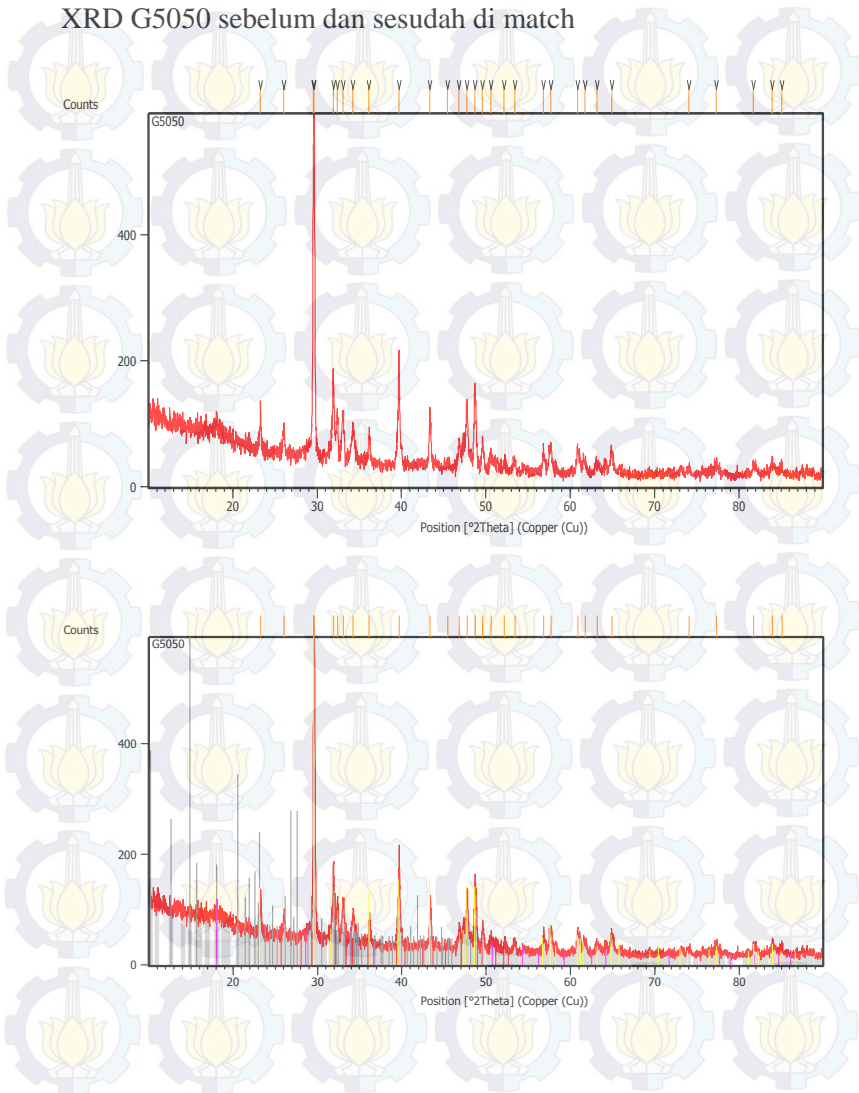 XRD G5050 sebelum dan sesudah di match
Counts
G5050
400
200
0
20 30 40 50 60 70 80
Position [°2Theta] (Copper (Cu))
Counts
G5050
400
200
0
20 30 40 50 60 70 80
Position [°2Theta] (Copper (Cu))